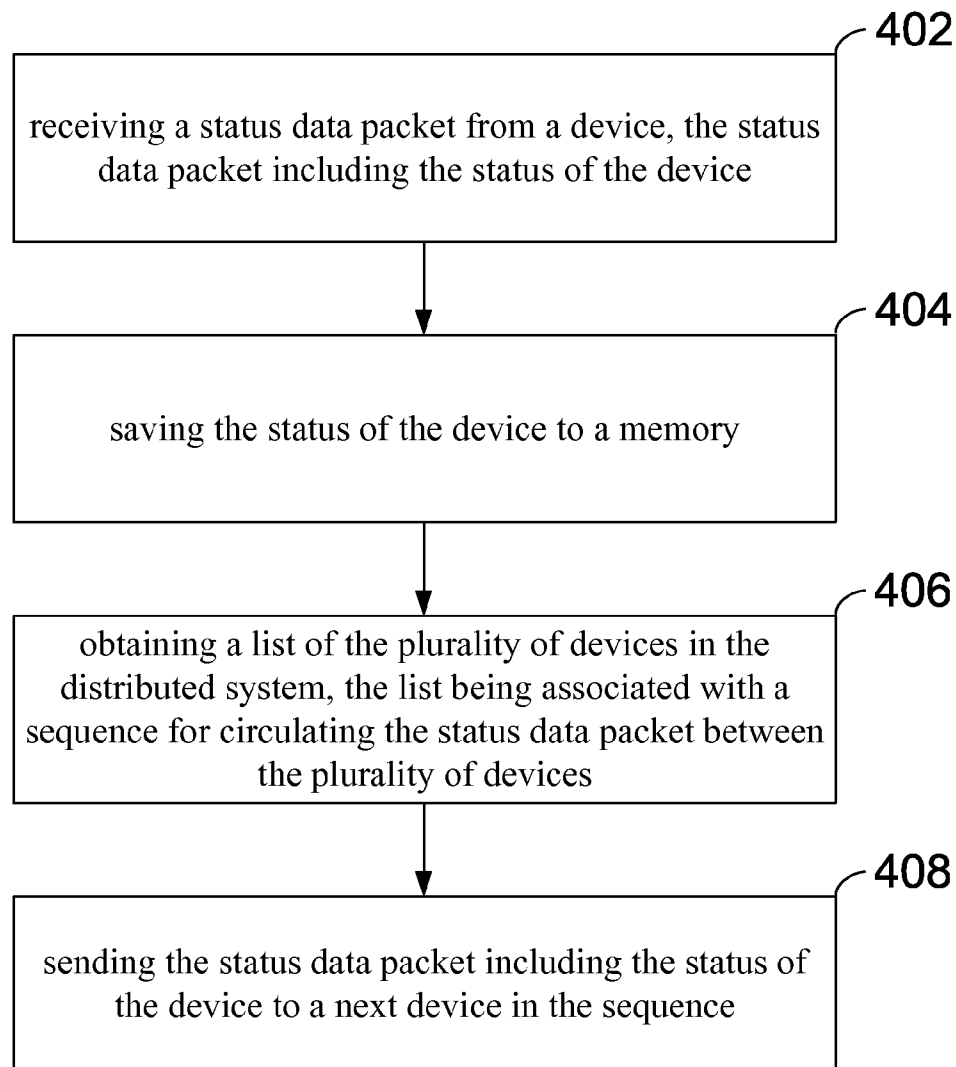 402
receiving a status data packet from a device, the status
data packet including the status of the device
404
saving the status of the device to a memory
406
obtaining a list of the plurality of devices in the
distributed system, the list being associated with a
sequence for circulating the status data packet between
the plurality of devices
408
sending the status data packet including the status of
the device to a next device in the sequence